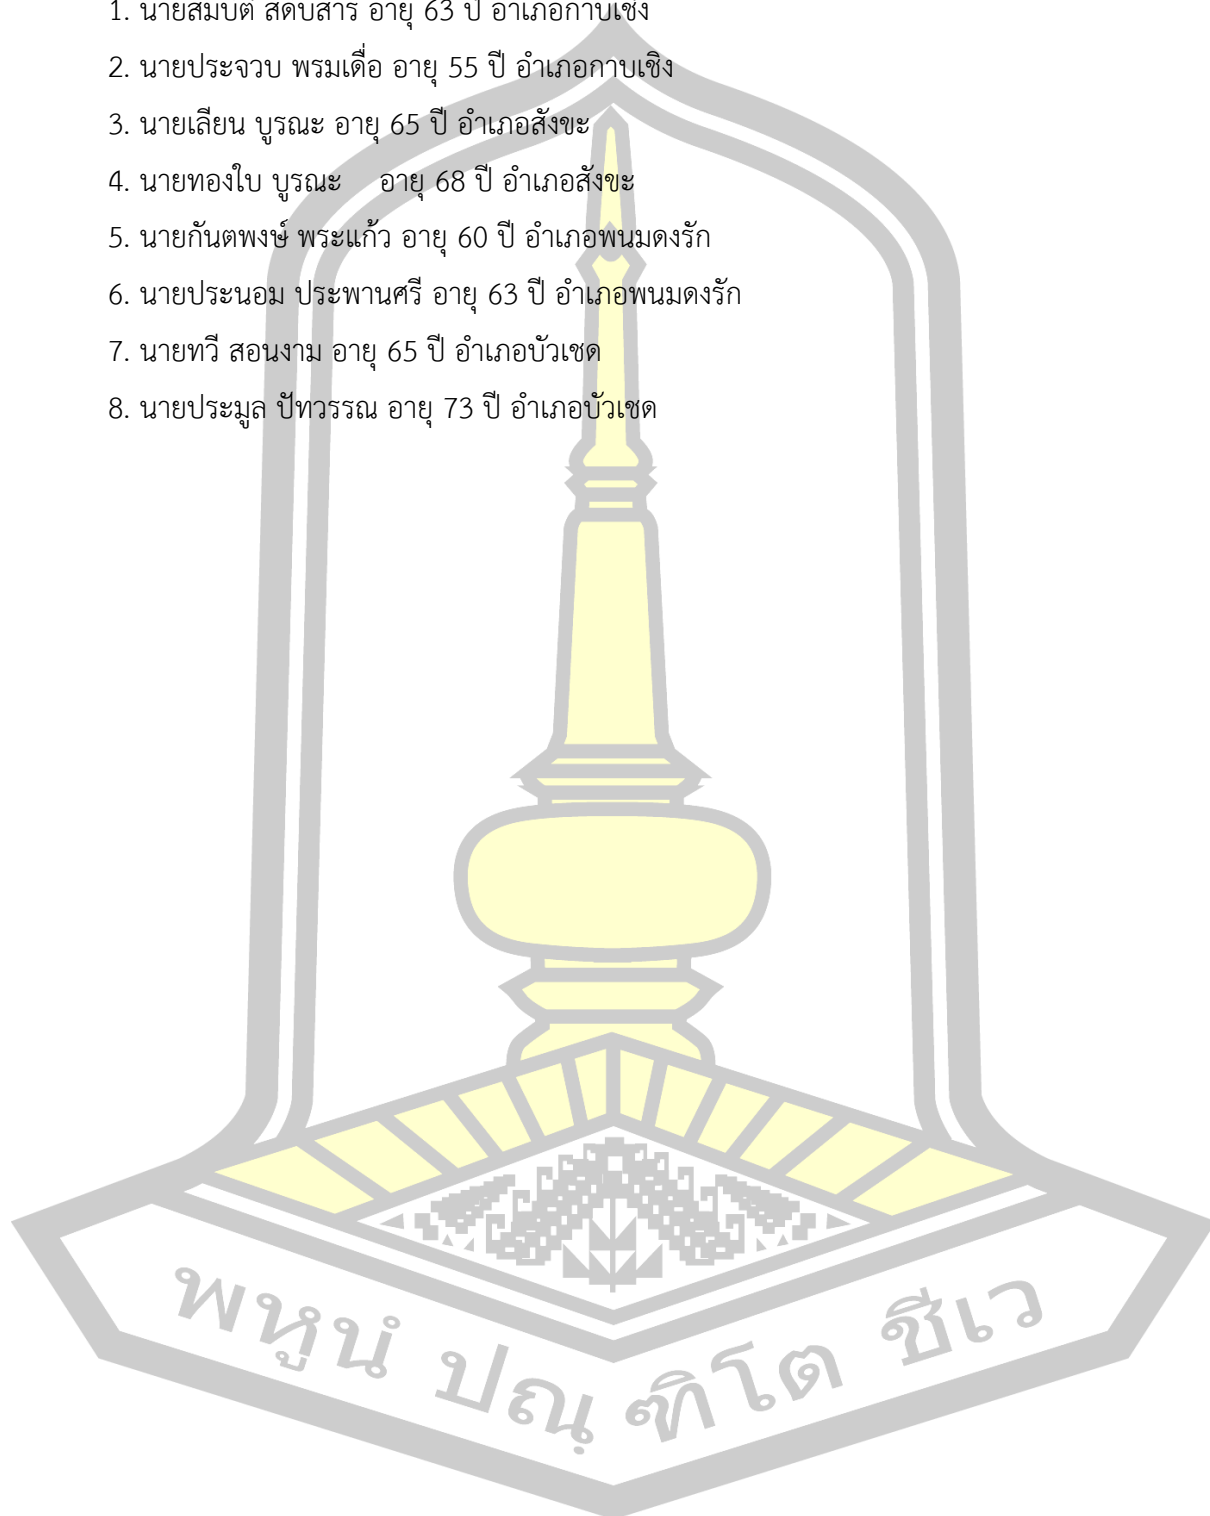 1. นายสมบัติ สดับสาร อายุ 63 ปี อำเภอกาบเชิง
2. นายประจวบ พรมเดื่อ อายุ 55 ปี อำเภอกาบเชิง
3. นายเลียน บูรณะ อายุ 65 ปี อำเภอสังขะ
4. นายทองใบ บูรณะ อายุ 68 ปี อำเภอสังขะ
5. นายกันตพงษ์ พระแก้ว อายุ 60 ปี อำเภอพนมดงรัก
6. นายประนอม ประพานศรี อายุ 63 ปี อำเภอพนมดงรัก
7. นายทวี สอนงาม อายุ 65 ปี อำเภอบัวเชด
8. นายประมูล ปัทวรรณ อายุ 73 ปี อำเภอบัวเชด
พหูนํ ปณฺฑิโต ชีเว